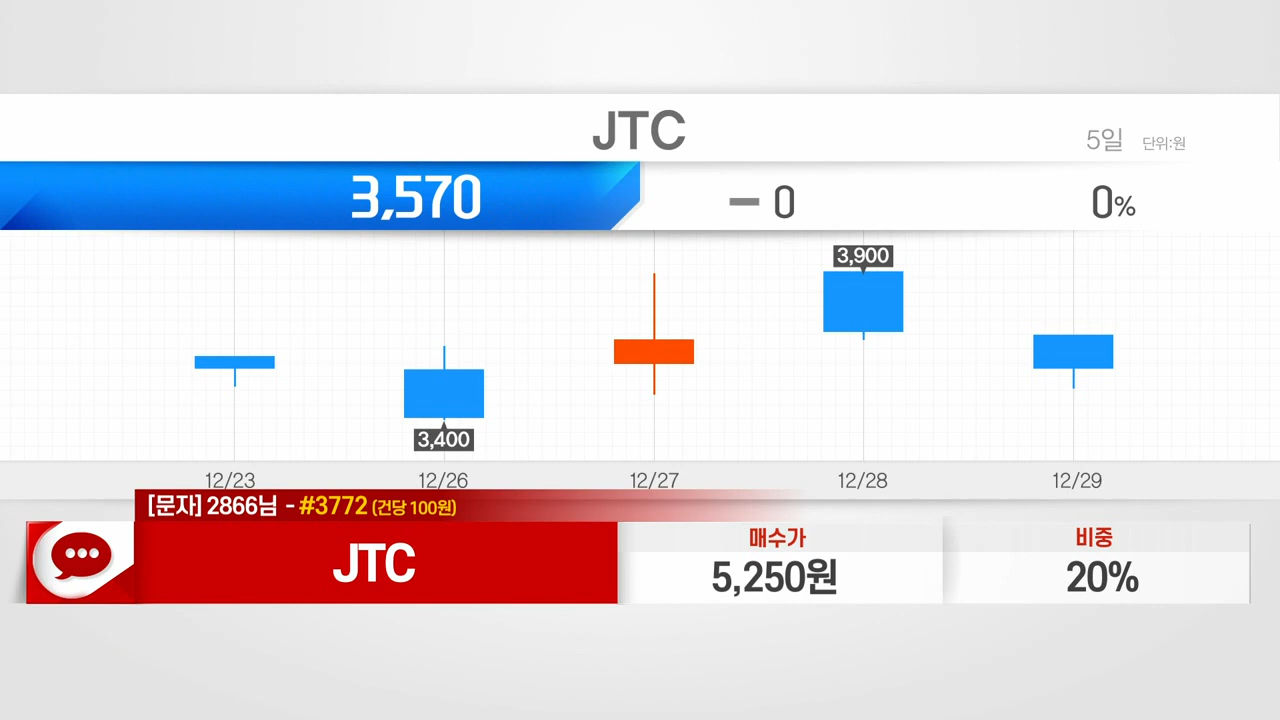 JTC
5일 단위:원
3,570
0
0%
3,900
3,400
12/23 12/26 12/27 12/28 12/29
[문자] 2866님 - #3772 (건당 100원)
JTC
매수가
5,250원
비중
20%